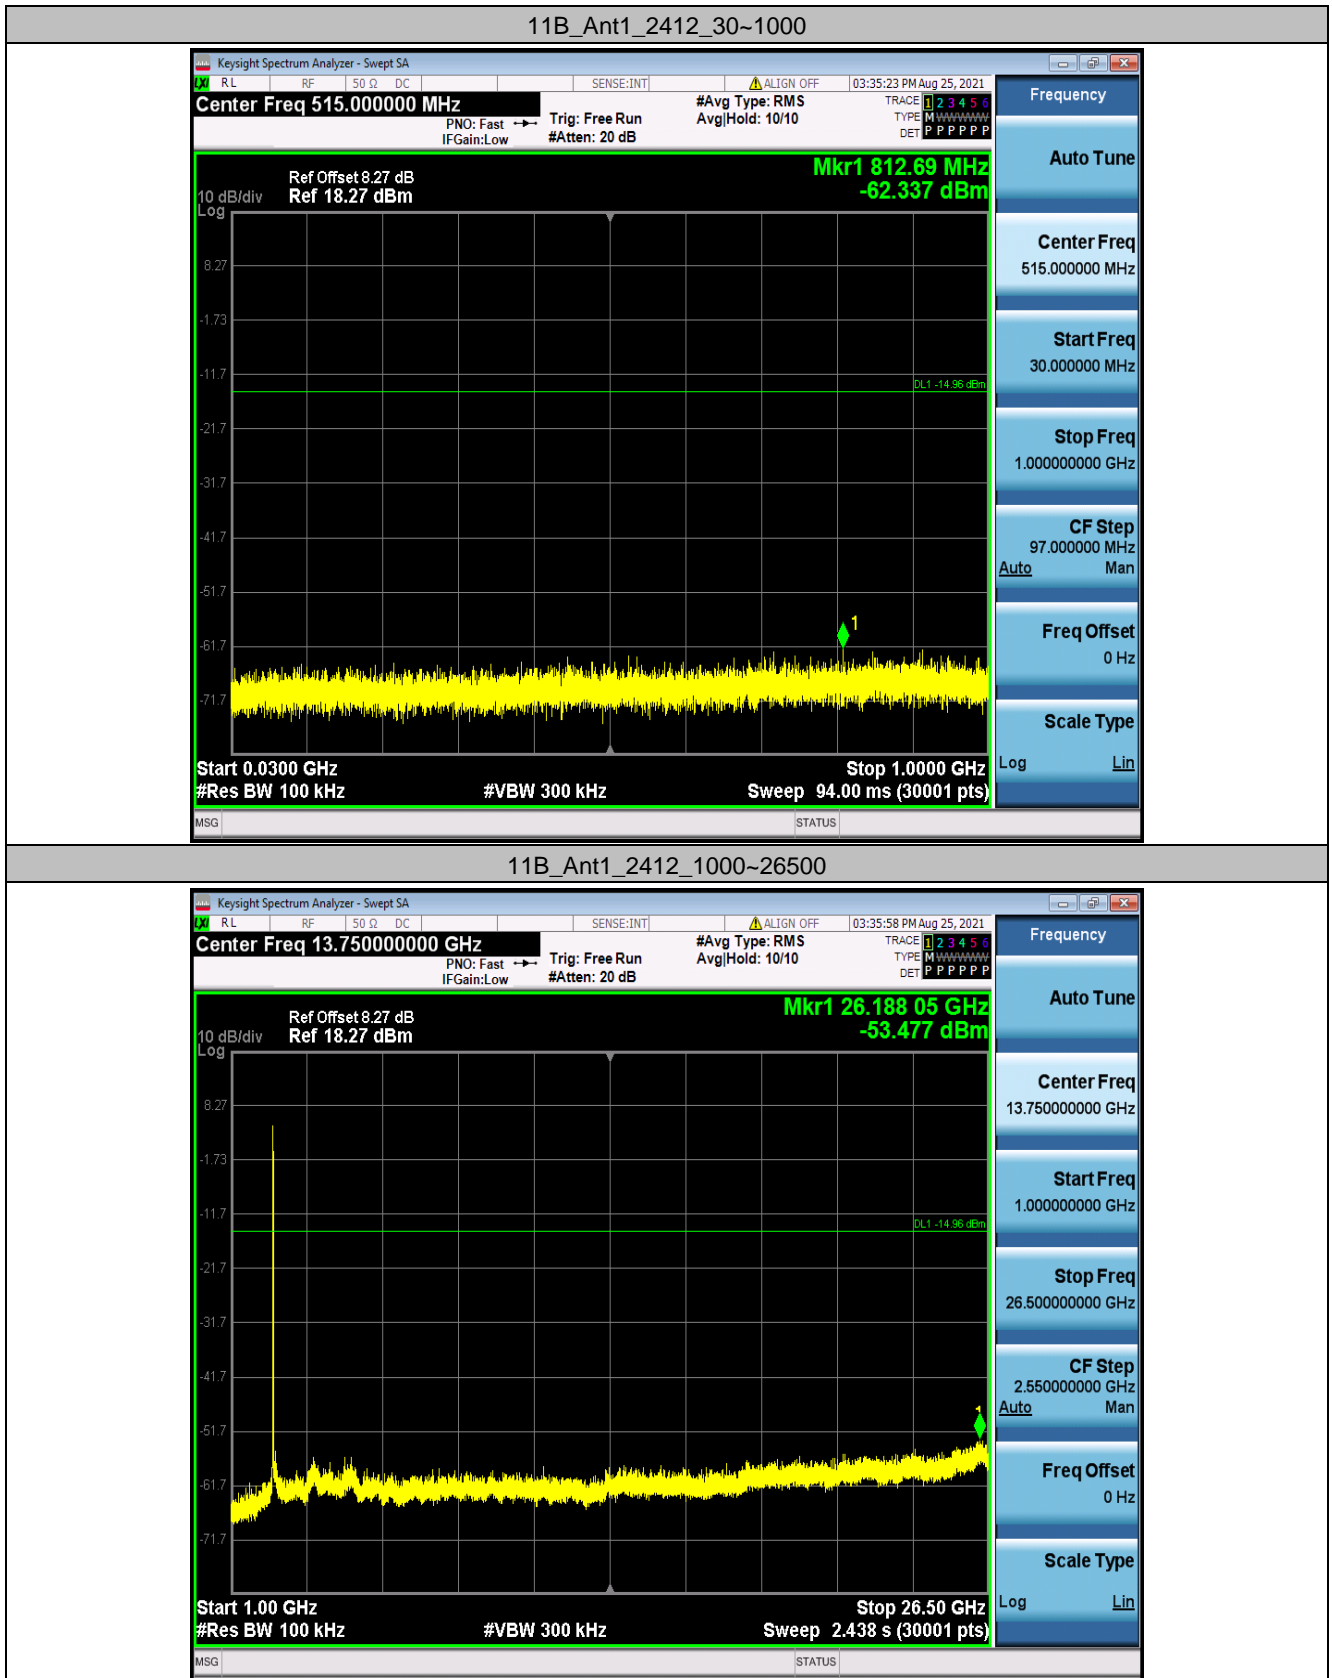 11B_Ant1_2412_30~1000
Keysight Spectrum Analyzer - Swept SA
LXI RL RF 50 Ω DC SENSE:INT ALIGN OFF 03:35:23 PM Aug 25, 2021
Center Freq 515.000000 MHz
PNO: Fast
IFGain:Low
Trig: Free Run
#Atten: 20 dB
#Avg Type: RMS
Avg|Hold: 10/10
TRACE 1 2 3 4 5 6
TYPE M WWWWW
DET P P P P P P
Frequency
Auto Tune
Mkr1 812.69 MHz
-62.337 dBm
Ref Offset 8.27 dB
10 dB/div Ref 18.27 dBm
Log
8.27
-1.73
-11.7
-21.7
-31.7
-41.7
-51.7
-61.7
-71.7
DL1 -14.96 dBm
1
Start 0.0300 GHz
Stop 1.0000 GHz
#Res BW 100 kHz
#VBW 300 kHz
Sweep 94.00 ms (30001 pts)
Center Freq
515.000000 MHz
Start Freq
30.000000 MHz
Stop Freq
1.000000000 GHz
CF Step
97.000000 MHz
Auto Man
Freq Offset
0 Hz
Scale Type
Log Lin
MSG STATUS
11B_Ant1_2412_1000~26500
Keysight Spectrum Analyzer - Swept SA
LXI RL RF 50 Ω DC SENSE:INT ALIGN OFF 03:35:58 PM Aug 25, 2021
Center Freq 13.750000000 GHz
PNO: Fast
IFGain:Low
Trig: Free Run
#Atten: 20 dB
#Avg Type: RMS
Avg|Hold: 10/10
TRACE 1 2 3 4 5 6
TYPE M WWWWW
DET P P P P P P
Frequency
Auto Tune
Mkr1 26.188 05 GHz
-53.477 dBm
Ref Offset 8.27 dB
10 dB/div Ref 18.27 dBm
Log
8.27
-1.73
-11.7
-21.7
-31.7
-41.7
-51.7
-61.7
-71.7
DL1 -14.96 dBm
1
Start 1.00 GHz
Stop 26.50 GHz
#Res BW 100 kHz
#VBW 300 kHz
Sweep 2.438 s (30001 pts)
Center Freq
13.750000000 GHz
Start Freq
1.000000000 GHz
Stop Freq
26.500000000 GHz
CF Step
2.550000000 GHz
Auto Man
Freq Offset
0 Hz
Scale Type
Log Lin
MSG STATUS